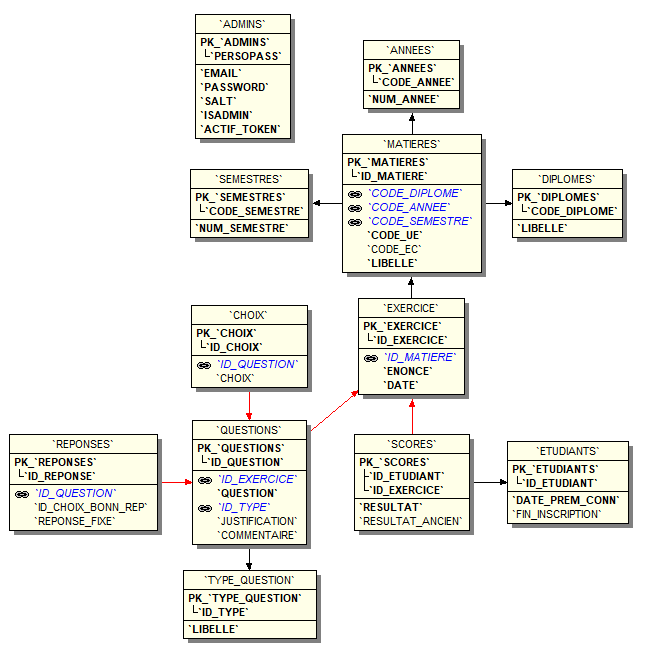 `ADMINS`
PK_`ADMINS`
`PERSOPASS`
`EMAIL`
`PASSWORD`
`SALT`
`ISADMIN`
`ACTIF_TOKEN`
`ANNEES`
PK_`ANNEES`
`CODE_ANNEE`
`NUM_ANNEE`
`MATIERES`
PK_`MATIERES`
`ID_MATIERE`
`CODE_DIPLOME`
`CODE_ANNEE`
`CODE_SEMESTRE`
`CODE_UE`
`CODE_EC`
`LIBELLE`
`SEMESTRES`
PK_`SEMESTRES`
`CODE_SEMESTRE`
`NUM_SEMESTRE`
`DIPLOMES`
PK_`DIPLOMES`
`CODE_DIPLOME`
`LIBELLE`
`CHOIX`
PK_`CHOIX`
`ID_CHOIX`
`ID_QUESTION`
`CHOIX`
`EXERCICE`
PK_`EXERCICE`
`ID_EXERCICE`
`ID_MATIERE`
`ENONCE`
`DATE`
`REPONSES`
PK_`REPONSES`
`ID_REPONSE`
`ID_QUESTION`
`ID_CHOIX_BONN_REP`
`REPONSE_FIXE`
`QUESTIONS`
PK_`QUESTIONS`
`ID_QUESTION`
`ID_EXERCICE`
`QUESTION`
`ID_TYPE`
`JUSTIFICATION`
`COMMENTAIRE`
`SCORES`
PK_`SCORES`
`ID_ETUDIANT`
`ID_EXERCICE`
`RESULTAT`
`RESULTAT_ANCIEN`
`ETUDIANTS`
PK_`ETUDIANTS`
`ID_ETUDIANT`
`DATE_PREM_CONN`
`FIN_INSCRIPTION`
`TYPE_QUESTION`
PK_`TYPE_QUESTION`
`ID_TYPE`
`LIBELLE`